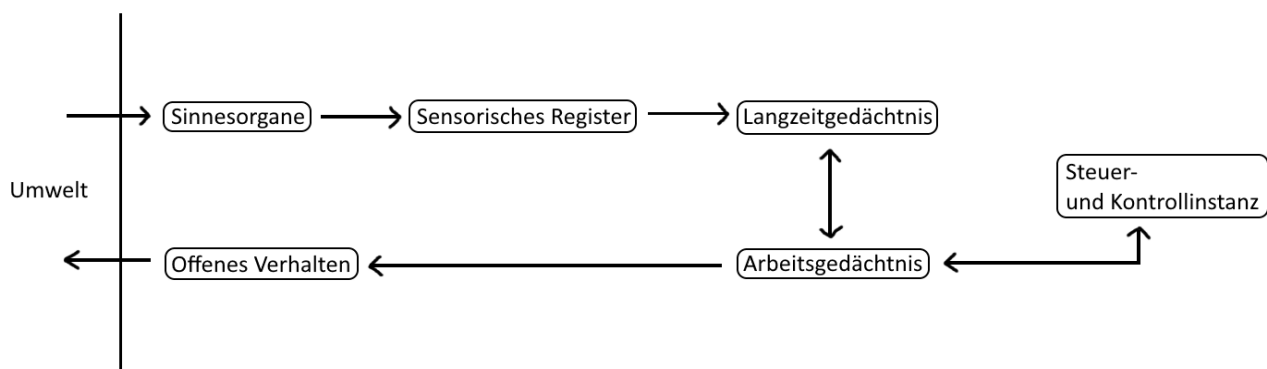 Sinnesorgane
Sensorisches Register
Langzeitgedächtnis
Umwelt
Steuer-
und Kontrollinstanz
Offenes Verhalten
Arbeitsgedächtnis